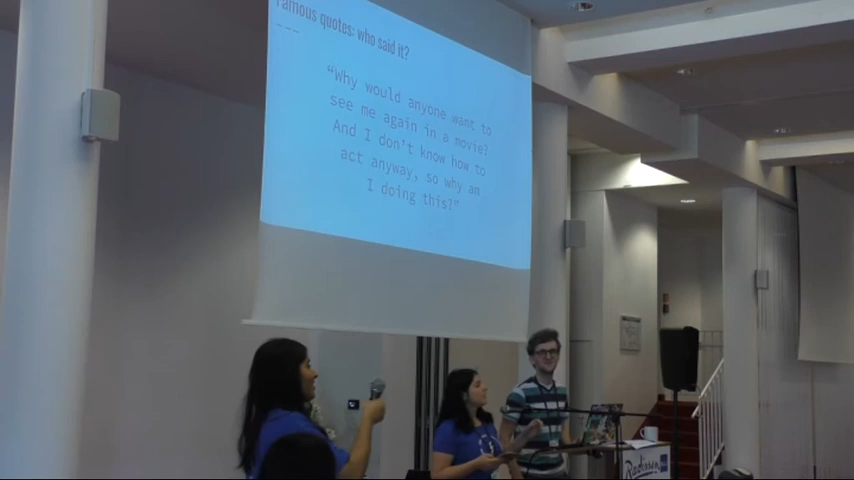 Famous quotes: who said it?
---
“Why would anyone want to
see me again in a movie?
And I don’t know how to
act anyway, so why am
I doing this?”
Radisson